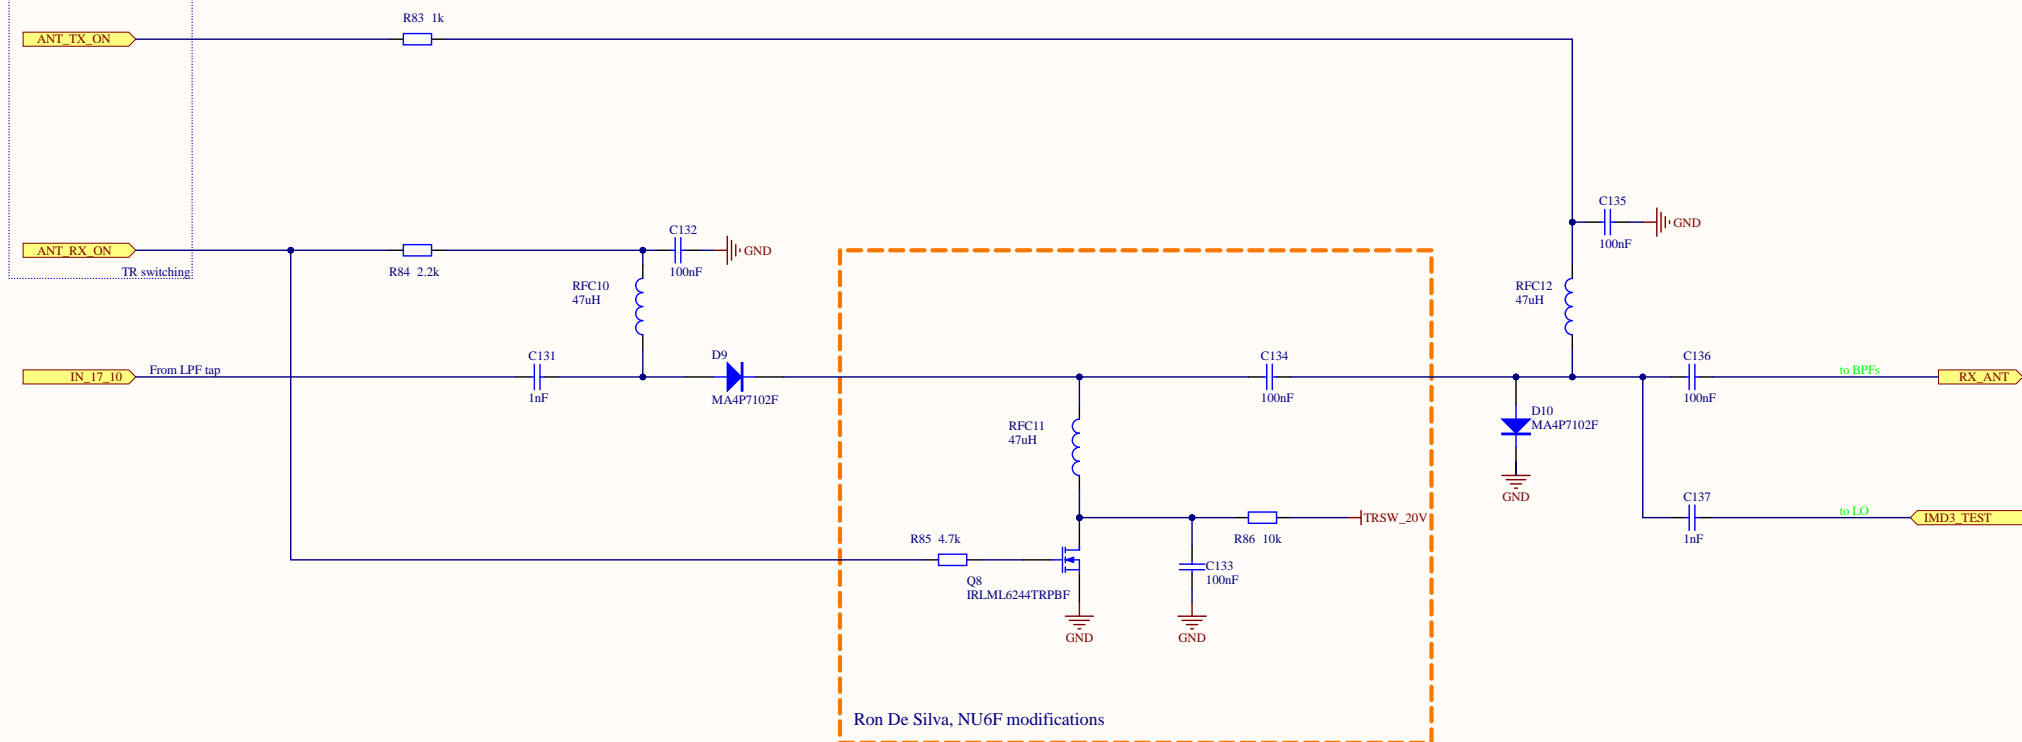 R83 1k
ANT_TX_ON
C135
GND
100nF
C132
ANT_RX_ON
GND
TR switching
R84 2.2k
100nF
RFC10
47uH
RFC12
47uH
C131
D9
C134
C136
IN_17_10
From LPF tap
to BPFs
RX_ANT
1nF
MA4P7102F
100nF
100nF
D10
MA4P7102F
RFC11
47uH
GND
C137
to LO
IMD3_TEST
1nF
TRSW_20V
R85 4.7k
R86 10k
C133
100nF
Q8
IRLML6244TRPBF
GND
GND
Ron De Silva, NU6F modifications